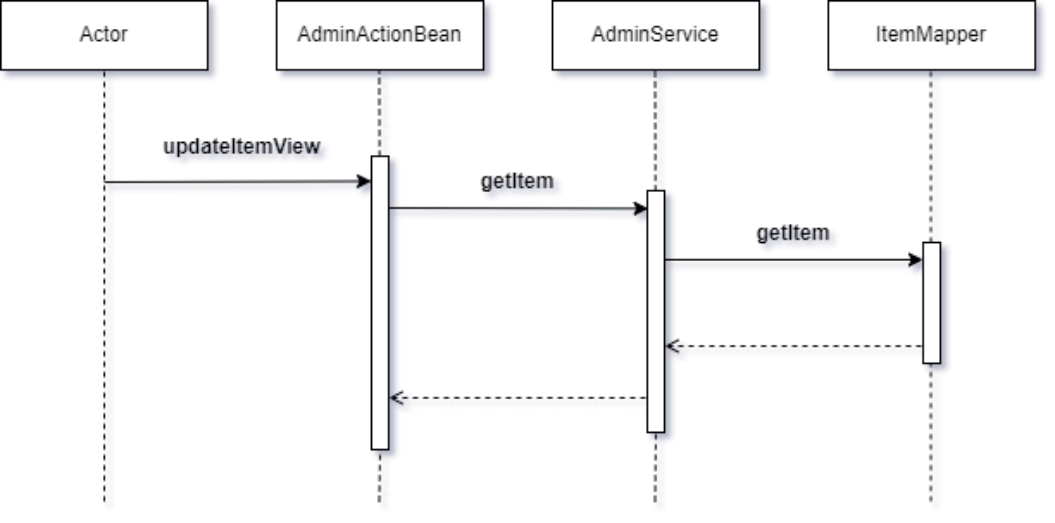 Actor
AdminActionBean
AdminService
ItemMapper
updateItemView
getItem
getItem